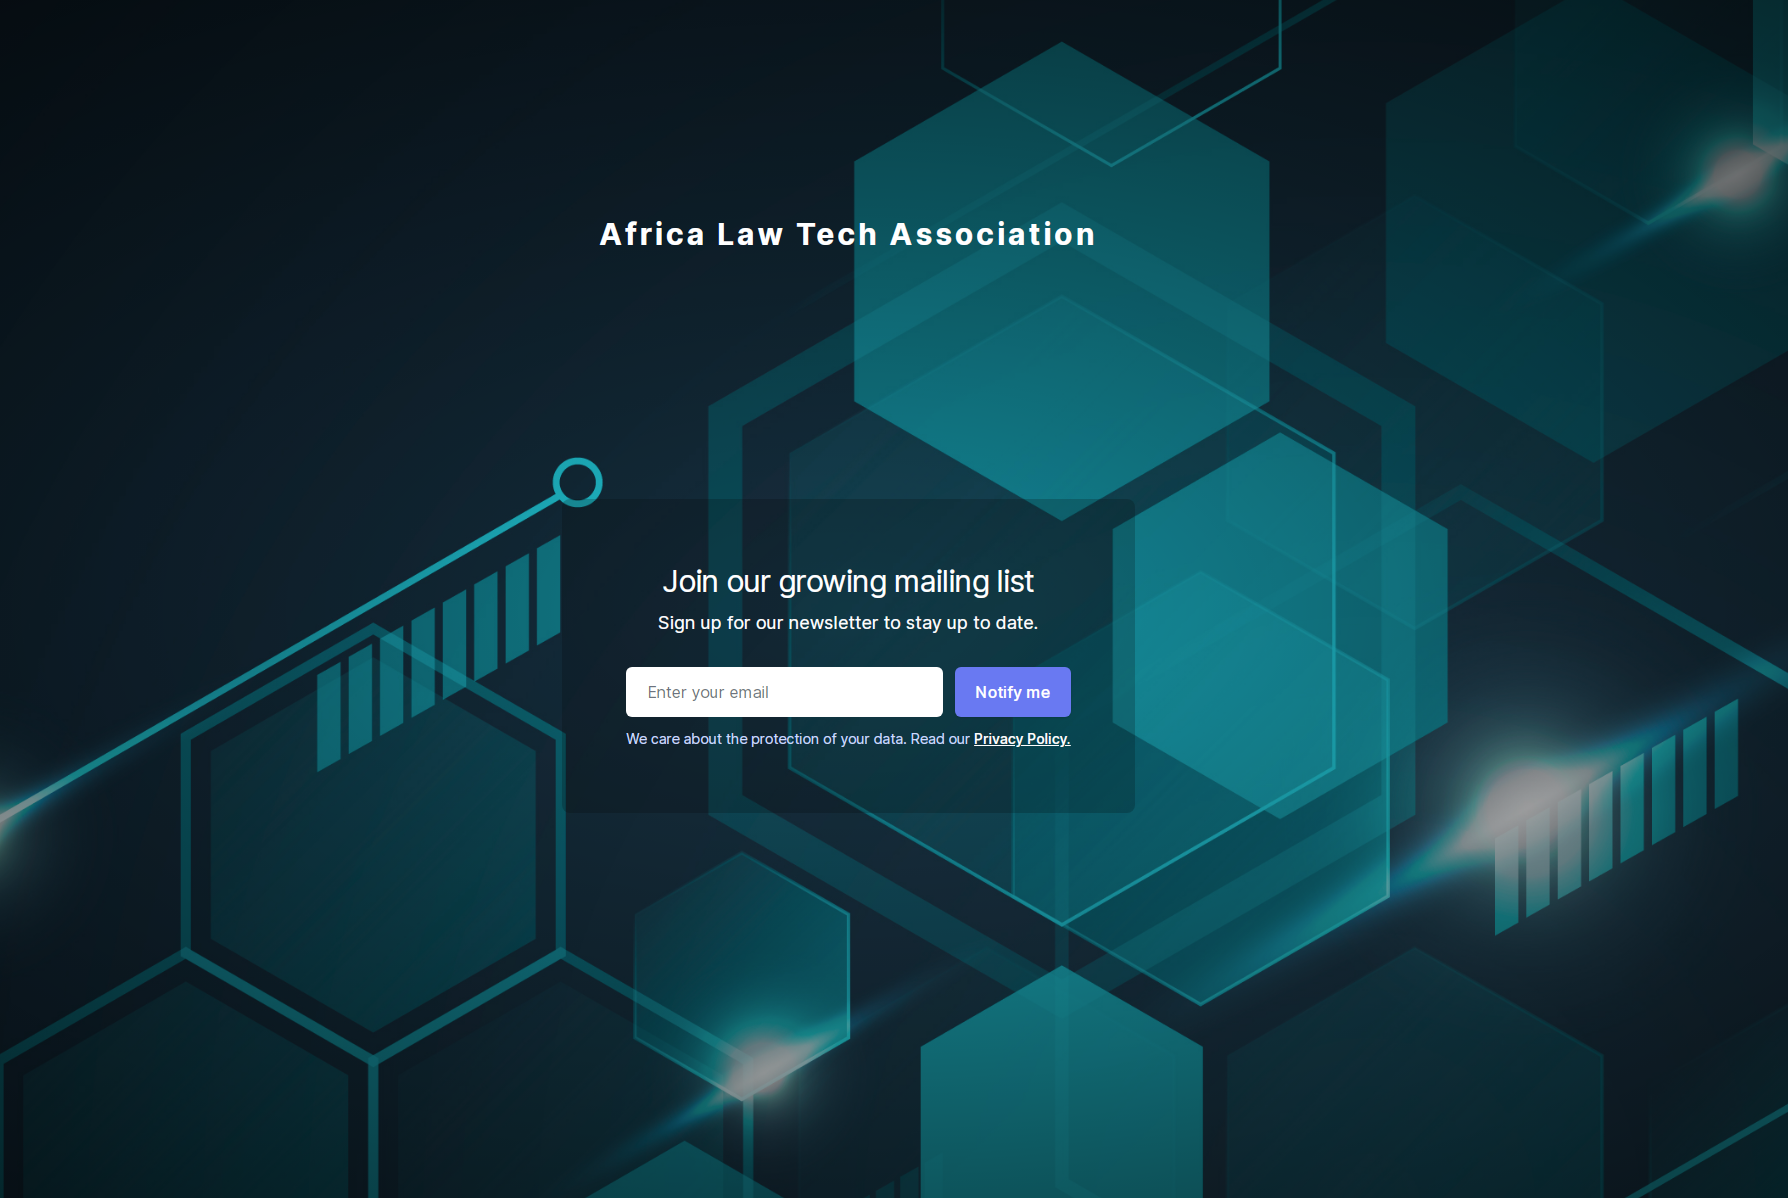 Africa Law Tech Association
Join our growing mailing list
Sign up for our newsletter to stay up to date.
Enter your email
Notify me
We care about the protection of your data. Read our Privacy Policy.